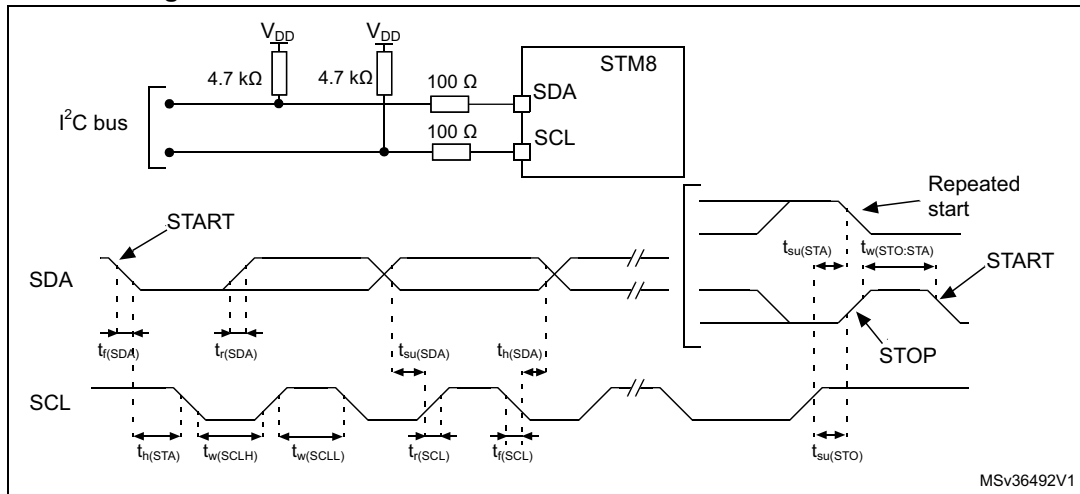 V_DD V_DD
4.7 kΩ 4.7 kΩ
STM8
100 Ω
SDA
I²C bus
100 Ω
SCL
Repeated
start
START
t_su(STA) t_w(STO:STA)
START
SDA
STOP
t_f(SDA) t_r(SDA) t_su(SDA) t_h(SDA)
SCL
t_h(STA) t_w(SCLH) t_w(SCLL) t_r(SCL) t_f(SCL) t_su(STO)
MSv36492V1